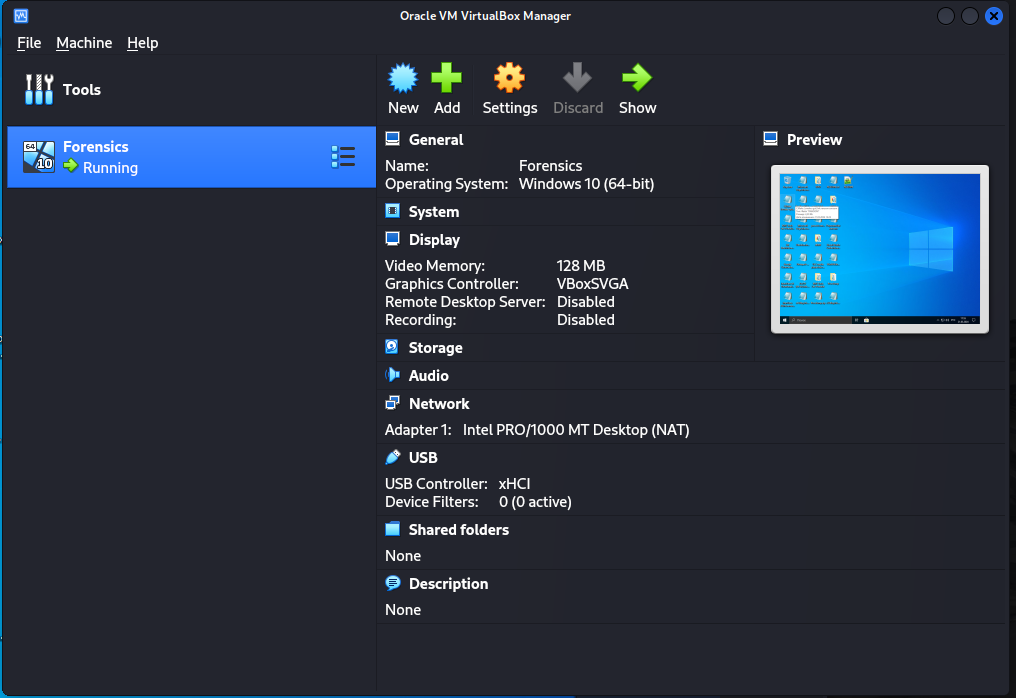 Oracle VM VirtualBox Manager
File Machine Help
Tools
New Add Settings Discard Show
64
10
Forensics
Running
General
Name: Forensics
Operating System: Windows 10 (64-bit)
System
Display
Video Memory: 128 MB
Graphics Controller: VBoxSVGA
Remote Desktop Server: Disabled
Recording: Disabled
Storage
Audio
Network
Adapter 1: Intel PRO/1000 MT Desktop (NAT)
USB
USB Controller: xHCI
Device Filters: 0 (0 active)
Shared folders
None
Description
None
Preview